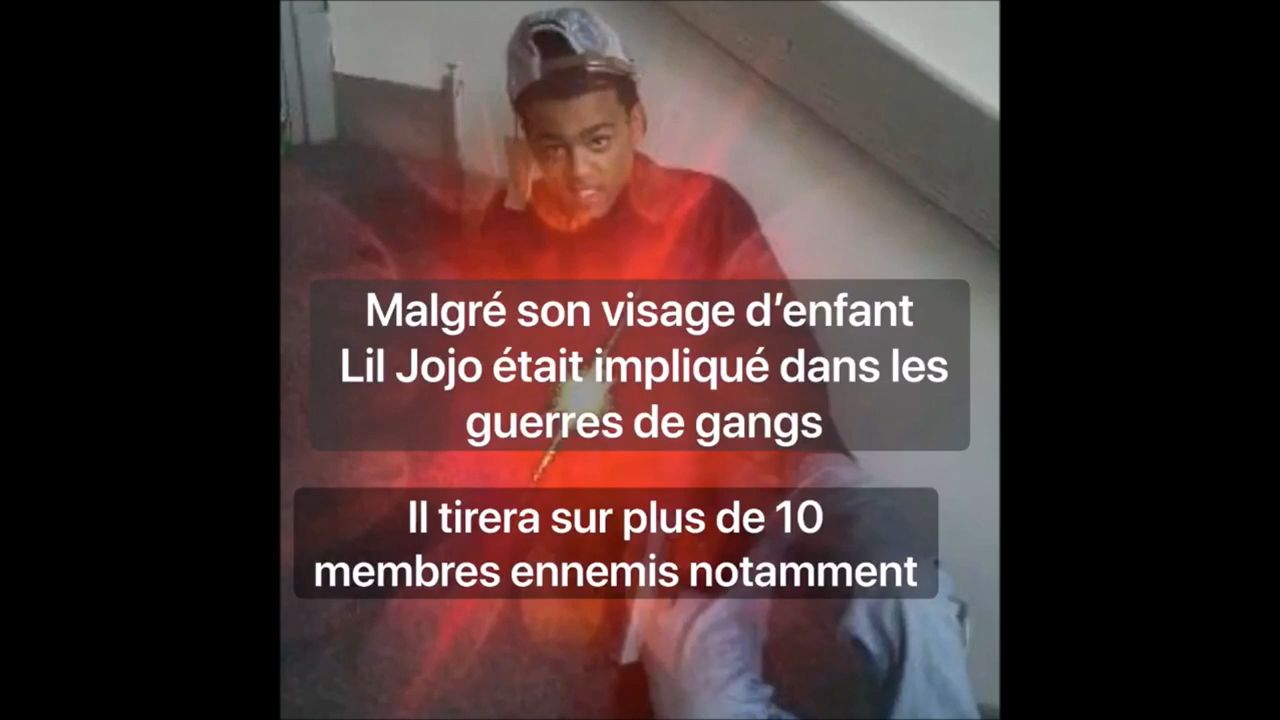 Malgré son visage d’enfant
Lil Jojo était impliqué dans les
guerres de gangs
Il tirera sur plus de 10
membres ennemis notamment